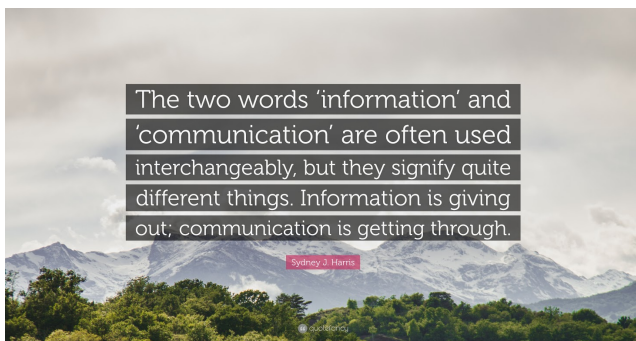 The two words ‘information’ and
‘communication’ are often used
interchangeably, but they signify quite
different things. Information is giving
out; communication is getting through.
Sydney J. Harris
quotefancy